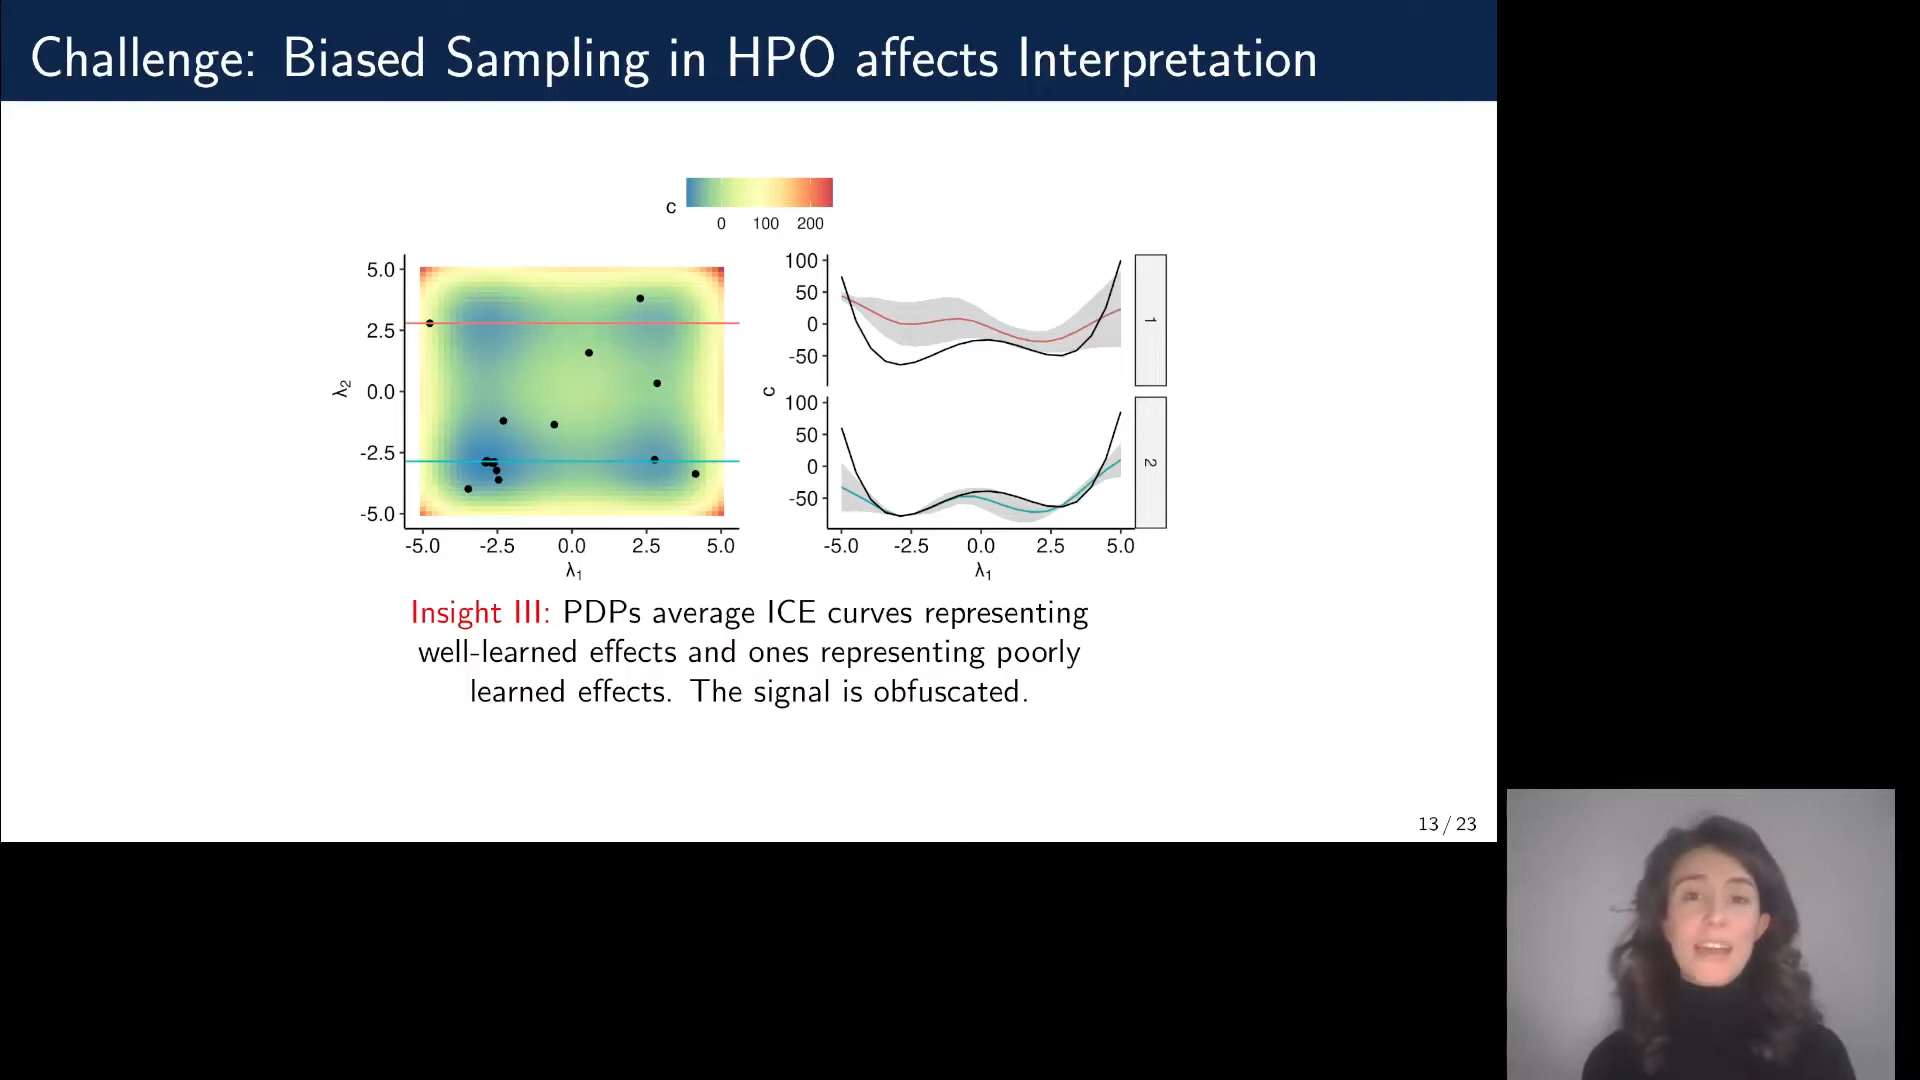 Challenge: Biased Sampling in HPO affects Interpretation
c
0 100 200
5.0
2.5
0.0
-2.5
-5.0
λ2
-5.0 -2.5 0.0 2.5 5.0
λ1
100
50
0
-50
1
c
100
50
0
-50
2
-5.0 -2.5 0.0 2.5 5.0
λ1
Insight III: PDPs average ICE curves representing
well-learned effects and ones representing poorly
learned effects. The signal is obfuscated.
13 / 23